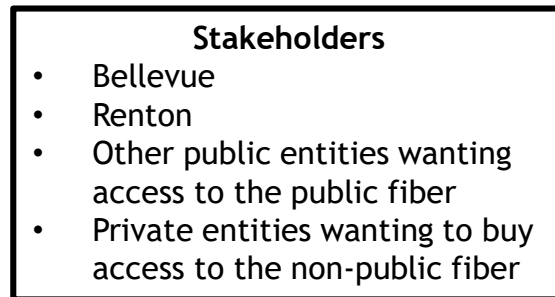 Stakeholders
• Bellevue
• Renton
• Other public entities wanting
access to the public fiber
• Private entities wanting to buy
access to the non-public fiber